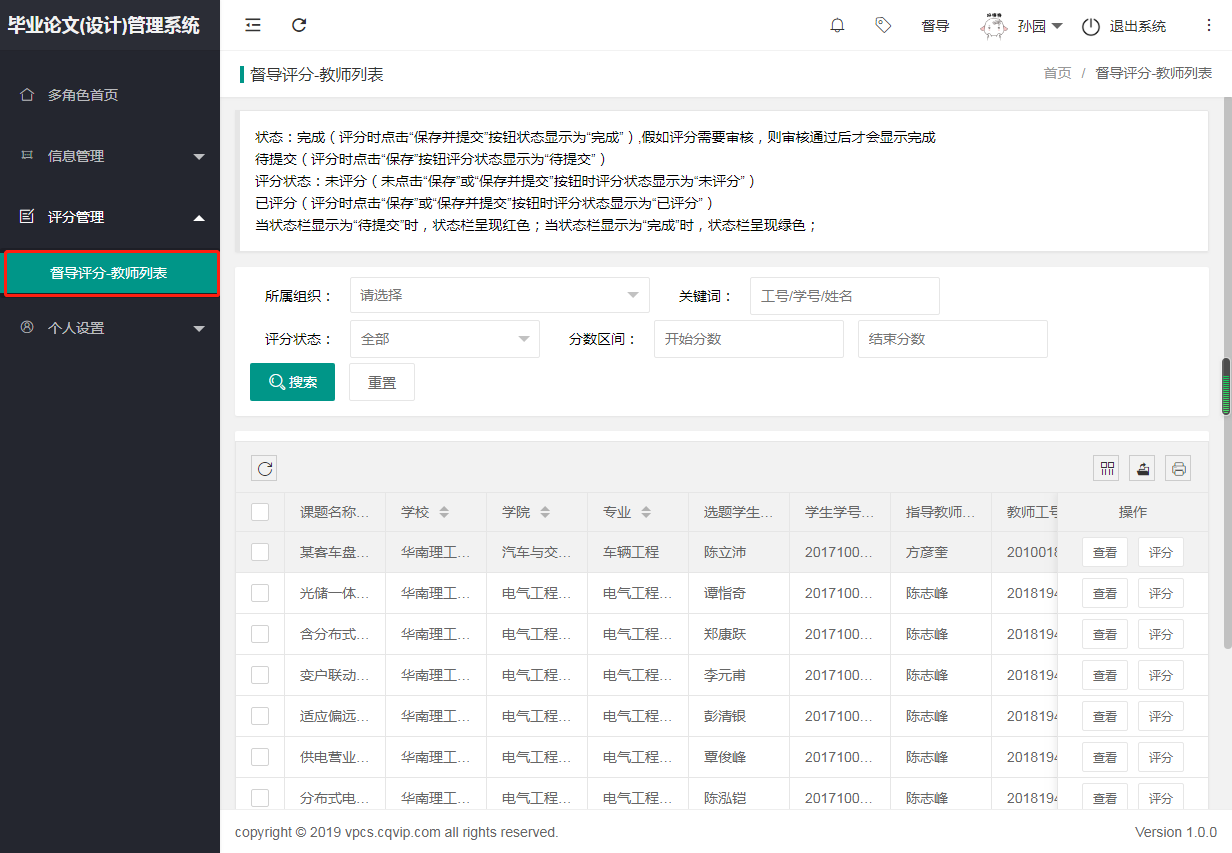 毕业论文(设计)管理系统
督导 孙园 退出系统
多角色首页
信息管理
评分管理
督导评分-教师列表
个人设置
督导评分-教师列表
首页 / 督导评分-教师列表
状态：完成（评分时点击“保存并提交”按钮状态显示为“完成”）,假如评分需要审核，则审核通过后才会显示完成
待提交（评分时点击“保存”按钮评分状态显示为“待提交”）
评分状态：未评分（未点击“保存”或“保存并提交”按钮时评分状态显示为“未评分”）
已评分（评分时点击“保存”或“保存并提交”按钮时评分状态显示为“已评分”）
当状态栏显示为“待提交”时，状态栏呈现红色；当状态栏显示为“完成”时，状态栏呈现绿色；
所属组织： 请选择 关键词： 工号/学号/姓名
评分状态： 全部 分数区间： 开始分数 结束分数
搜索 重置
课题名称... 学校 学院 专业 选题学生... 学生学号... 指导教师... 教师工号 操作
某客车盘... 华南理工... 汽车与交... 车辆工程 陈立沛 2017100... 方彦奎 2010018 查看 评分
光储一体... 华南理工... 电气工程... 电气工程... 谭惜奇 2017100... 陈志峰 2018194 查看 评分
含分布式... 华南理工... 电气工程... 电气工程... 郑康跃 2017100... 陈志峰 2018194 查看 评分
变户联动... 华南理工... 电气工程... 电气工程... 李元甫 2017100... 陈志峰 2018194 查看 评分
适应偏远... 华南理工... 电气工程... 电气工程... 彭清银 2017100... 陈志峰 2018194 查看 评分
供电营业... 华南理工... 电气工程... 电气工程... 覃俊峰 2017100... 陈志峰 2018194 查看 评分
分布式电... 华南理工... 电气工程... 电气工程... 陈泓铠 2017100... 陈志峰 2018194 查看 评分
copyright © 2019 vpcs.cqvip.com all rights reserved. Version 1.0.0